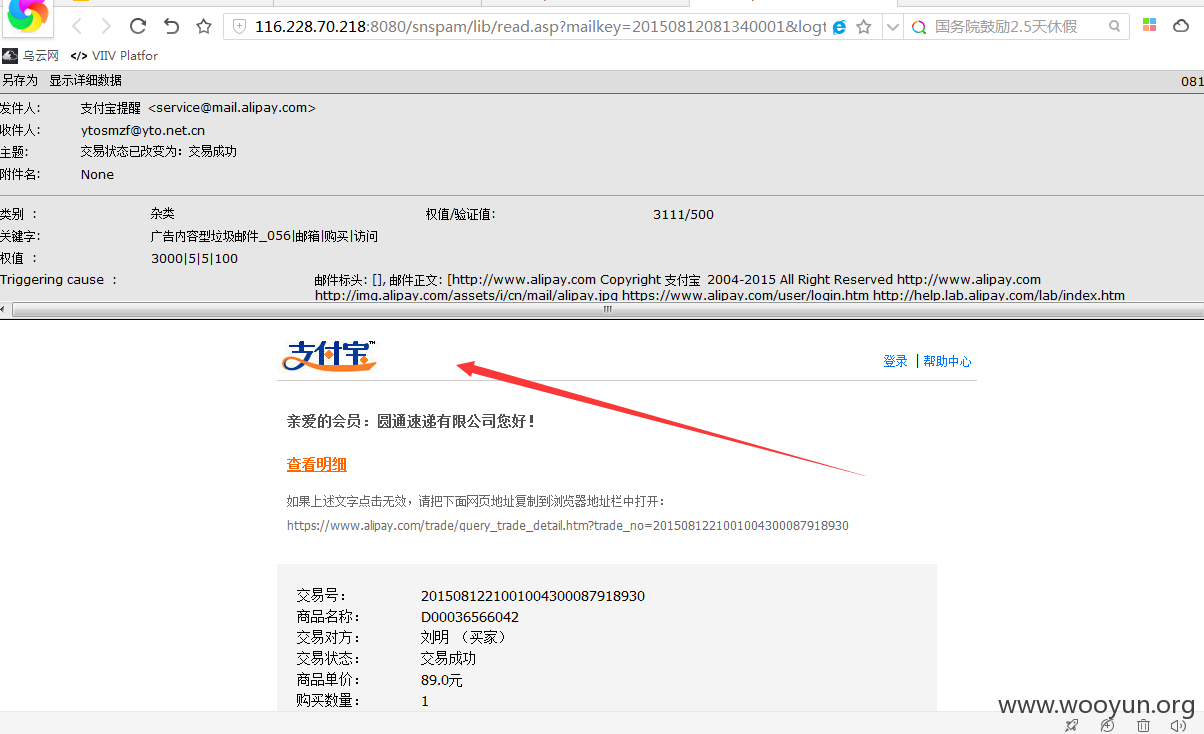 116.228.70.218:8080/snspam/lib/read.asp?mailkey=20150812081340001&logt
国务院鼓励2.5天休假
乌云网 </> VIIV Platfor
另存为 显示详细数据 081
发件人: 支付宝提醒 <service@mail.alipay.com>
收件人: ytosmzf@yto.net.cn
主题: 交易状态已改变为：交易成功
附件名: None
类别 : 杂类 权值/验证值: 3111/500
关键字: 广告内容型垃圾邮件_056|邮箱|购买|访问
权值 : 3000|5|5|100
Triggering cause : 邮件标头: [], 邮件正文: [http://www.alipay.com Copyright 支付宝 2004-2015 All Right Reserved http://www.alipay.com
http://img.alipay.com/assets/i/cn/mail/alipay.jpg https://www.alipay.com/user/login.htm http://help.lab.alipay.com/lab/index.htm
支付宝™
登录 | 帮助中心
亲爱的会员：圆通速递有限公司您好！
查看明细
如果上述文字点击无效，请把下面网页地址复制到浏览器地址栏中打开：
https://www.alipay.com/trade/query_trade_detail.htm?trade_no=2015081221001004300087918930
交易号： 2015081221001004300087918930
商品名称： D00036566042
交易对方： 刘明 （买家）
交易状态： 交易成功
商品单价： 89.0元
购买数量： 1
www.wooyun.org